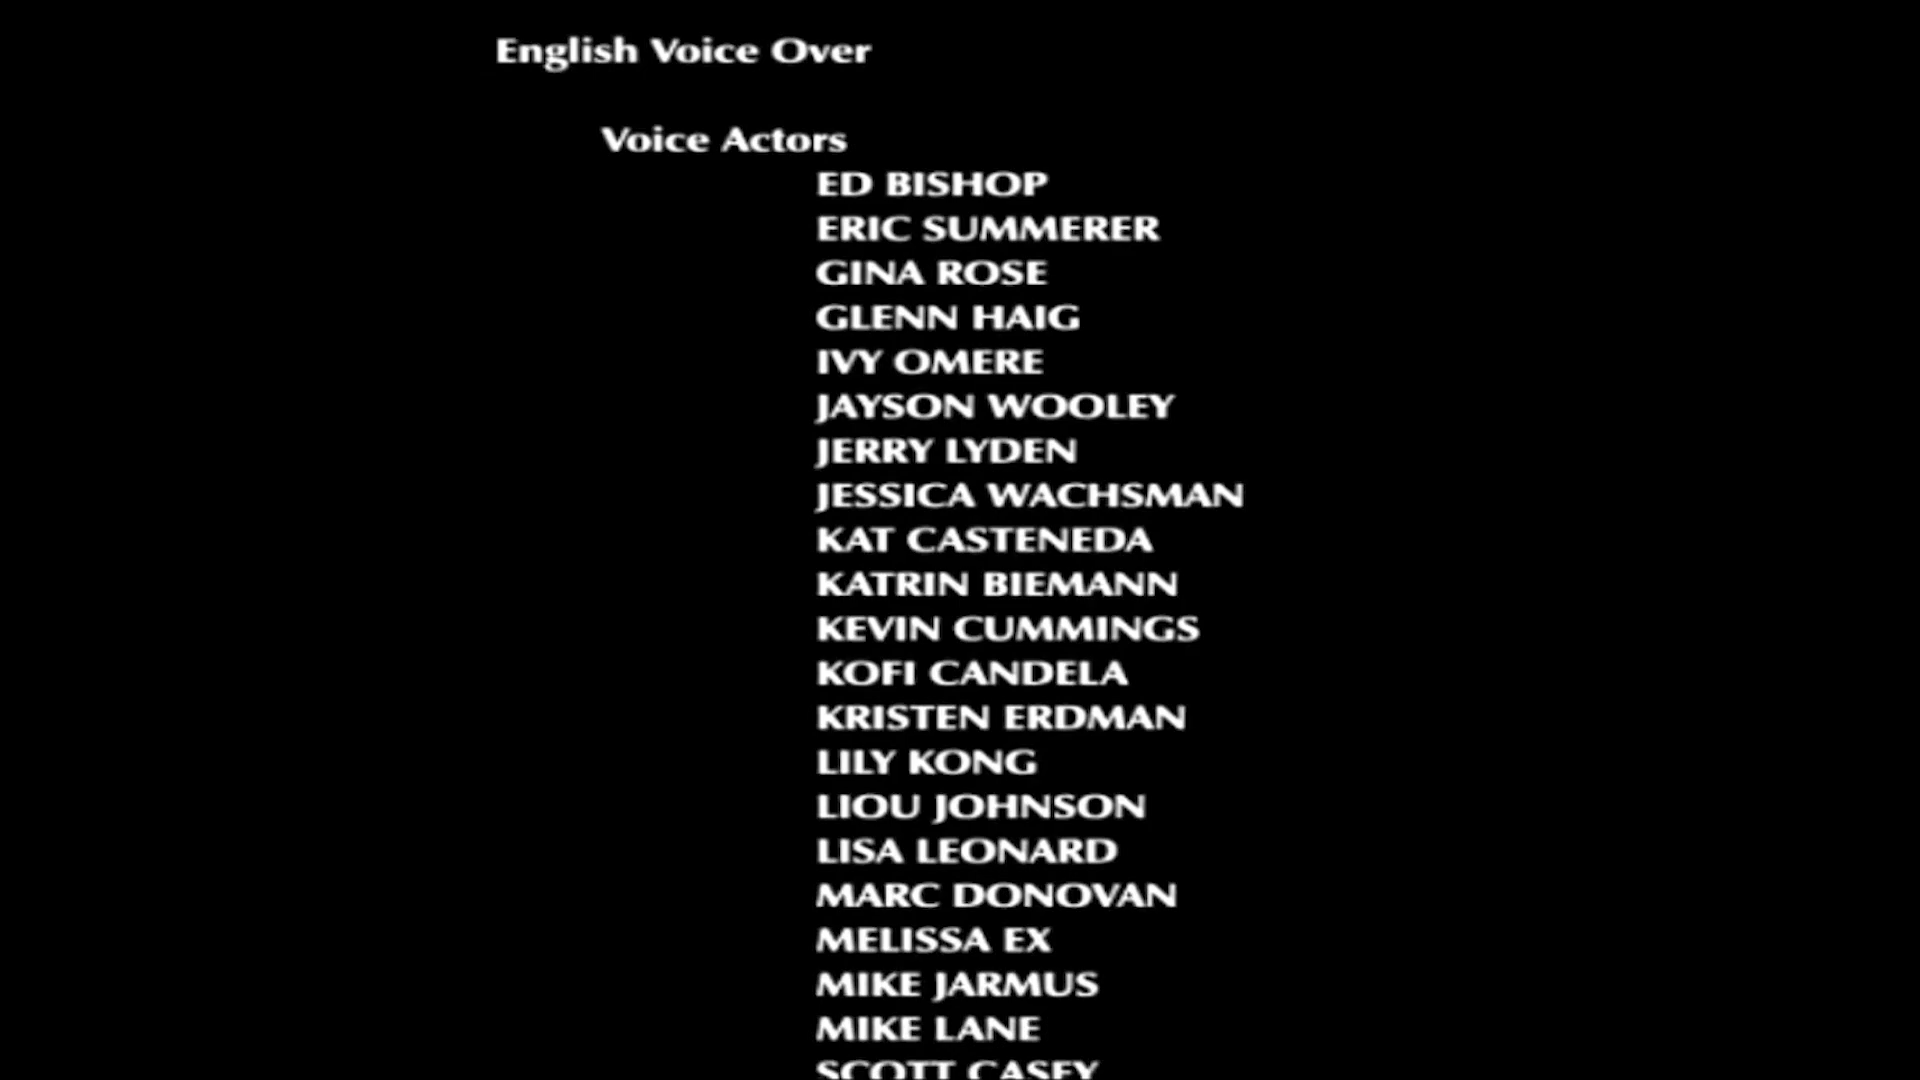 English Voice Over
Voice Actors
ED BISHOP
ERIC SUMMERER
GINA ROSE
GLENN HAIG
IVY OMERE
JAYSON WOOLEY
JERRY LYDEN
JESSICA WACHSMAN
KAT CASTENEDA
KATRIN BIEMANN
KEVIN CUMMINGS
KOFI CANDELA
KRISTEN ERDMAN
LILY KONG
LIOU JOHNSON
LISA LEONARD
MARC DONOVAN
MELISSA EX
MIKE JARMUS
MIKE LANE
SCOTT CASEY